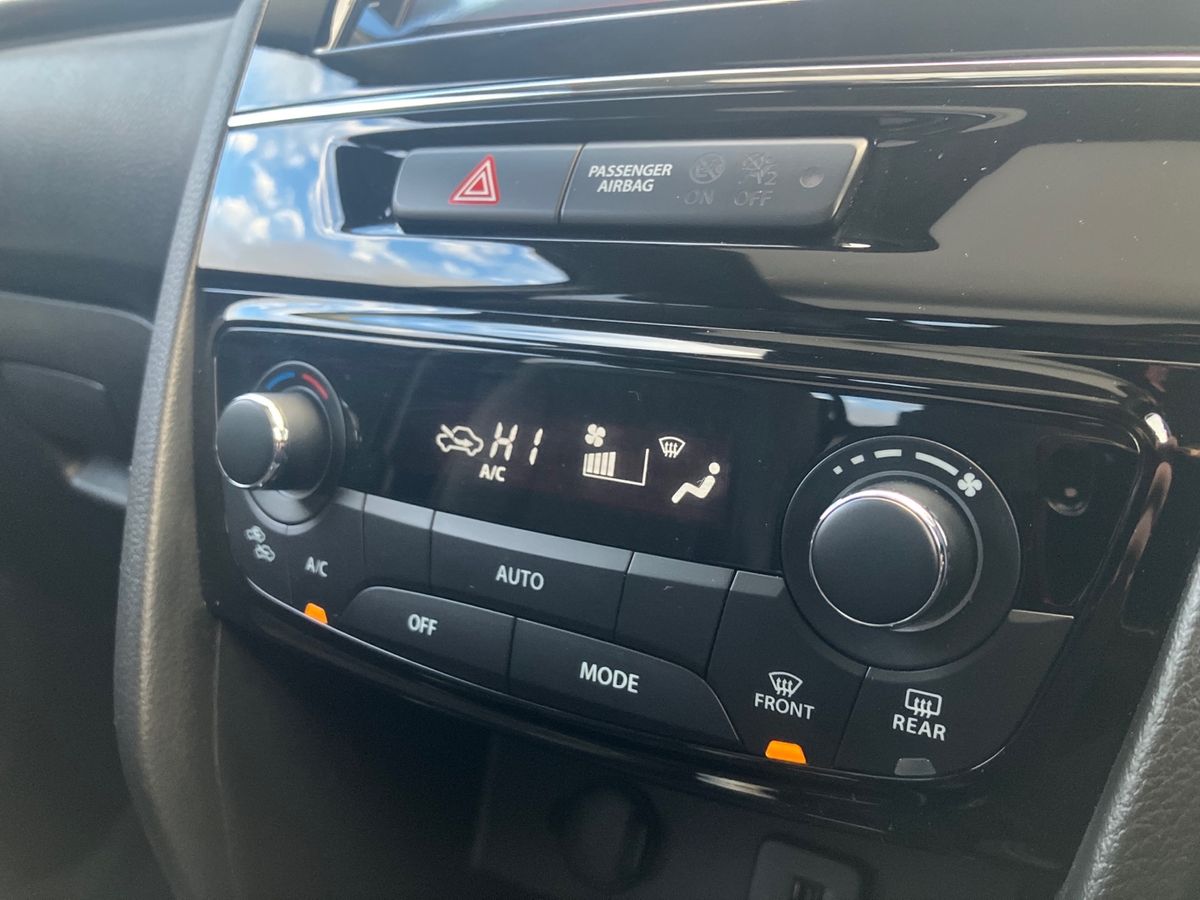 PASSENGER
AIRBAG
ON
OFF
HI
A/C
A/C
AUTO
OFF
MODE
FRONT
REAR